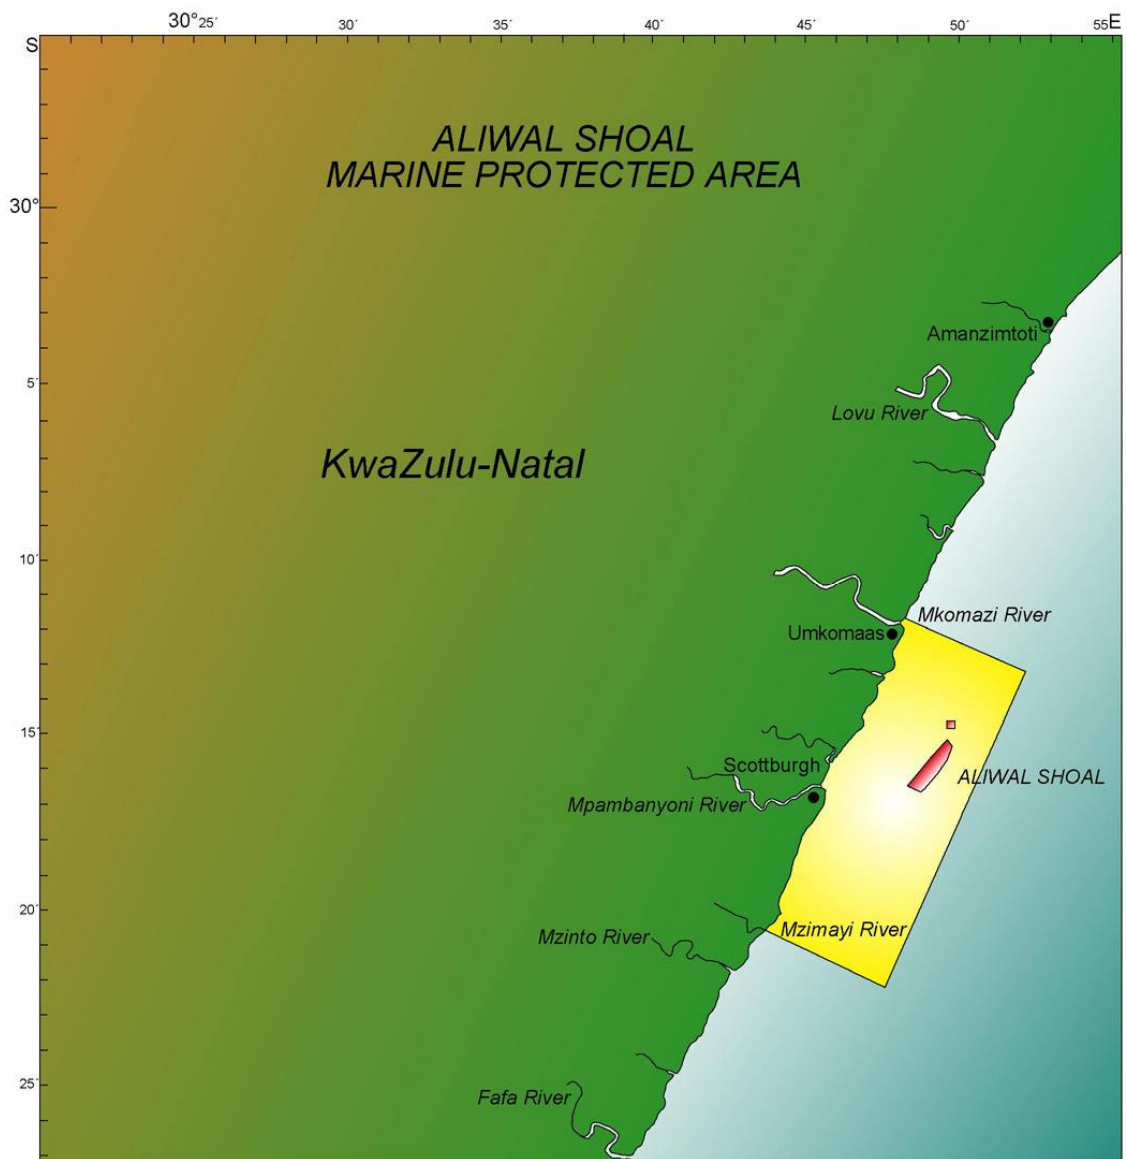 30° 25´ 30´ 35´ 40´ 45´ 50´ 55´ E
S
ALIWAL SHOAL
MARINE PROTECTED AREA
30°
Amanzimtoti
5´
Lovu River
KwaZulu-Natal
10´
Mkomazi River
Umkomaas
15´
Scottburgh
ALIWAL SHOAL
Mpambanyoni River
20´
Mzimayi River
Mzinto River
25´
Fafa River